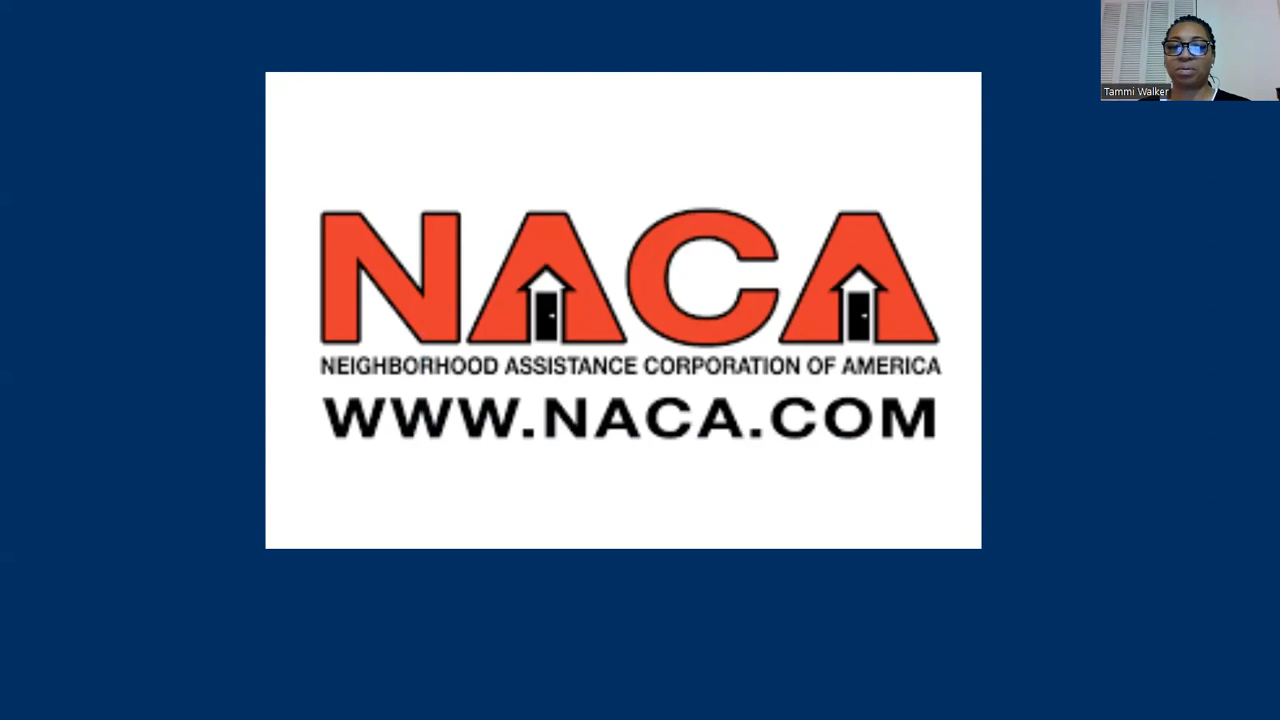 Tammi Walker
NACA
NEIGHBORHOOD ASSISTANCE CORPORATION OF AMERICA
WWW.NACA.COM